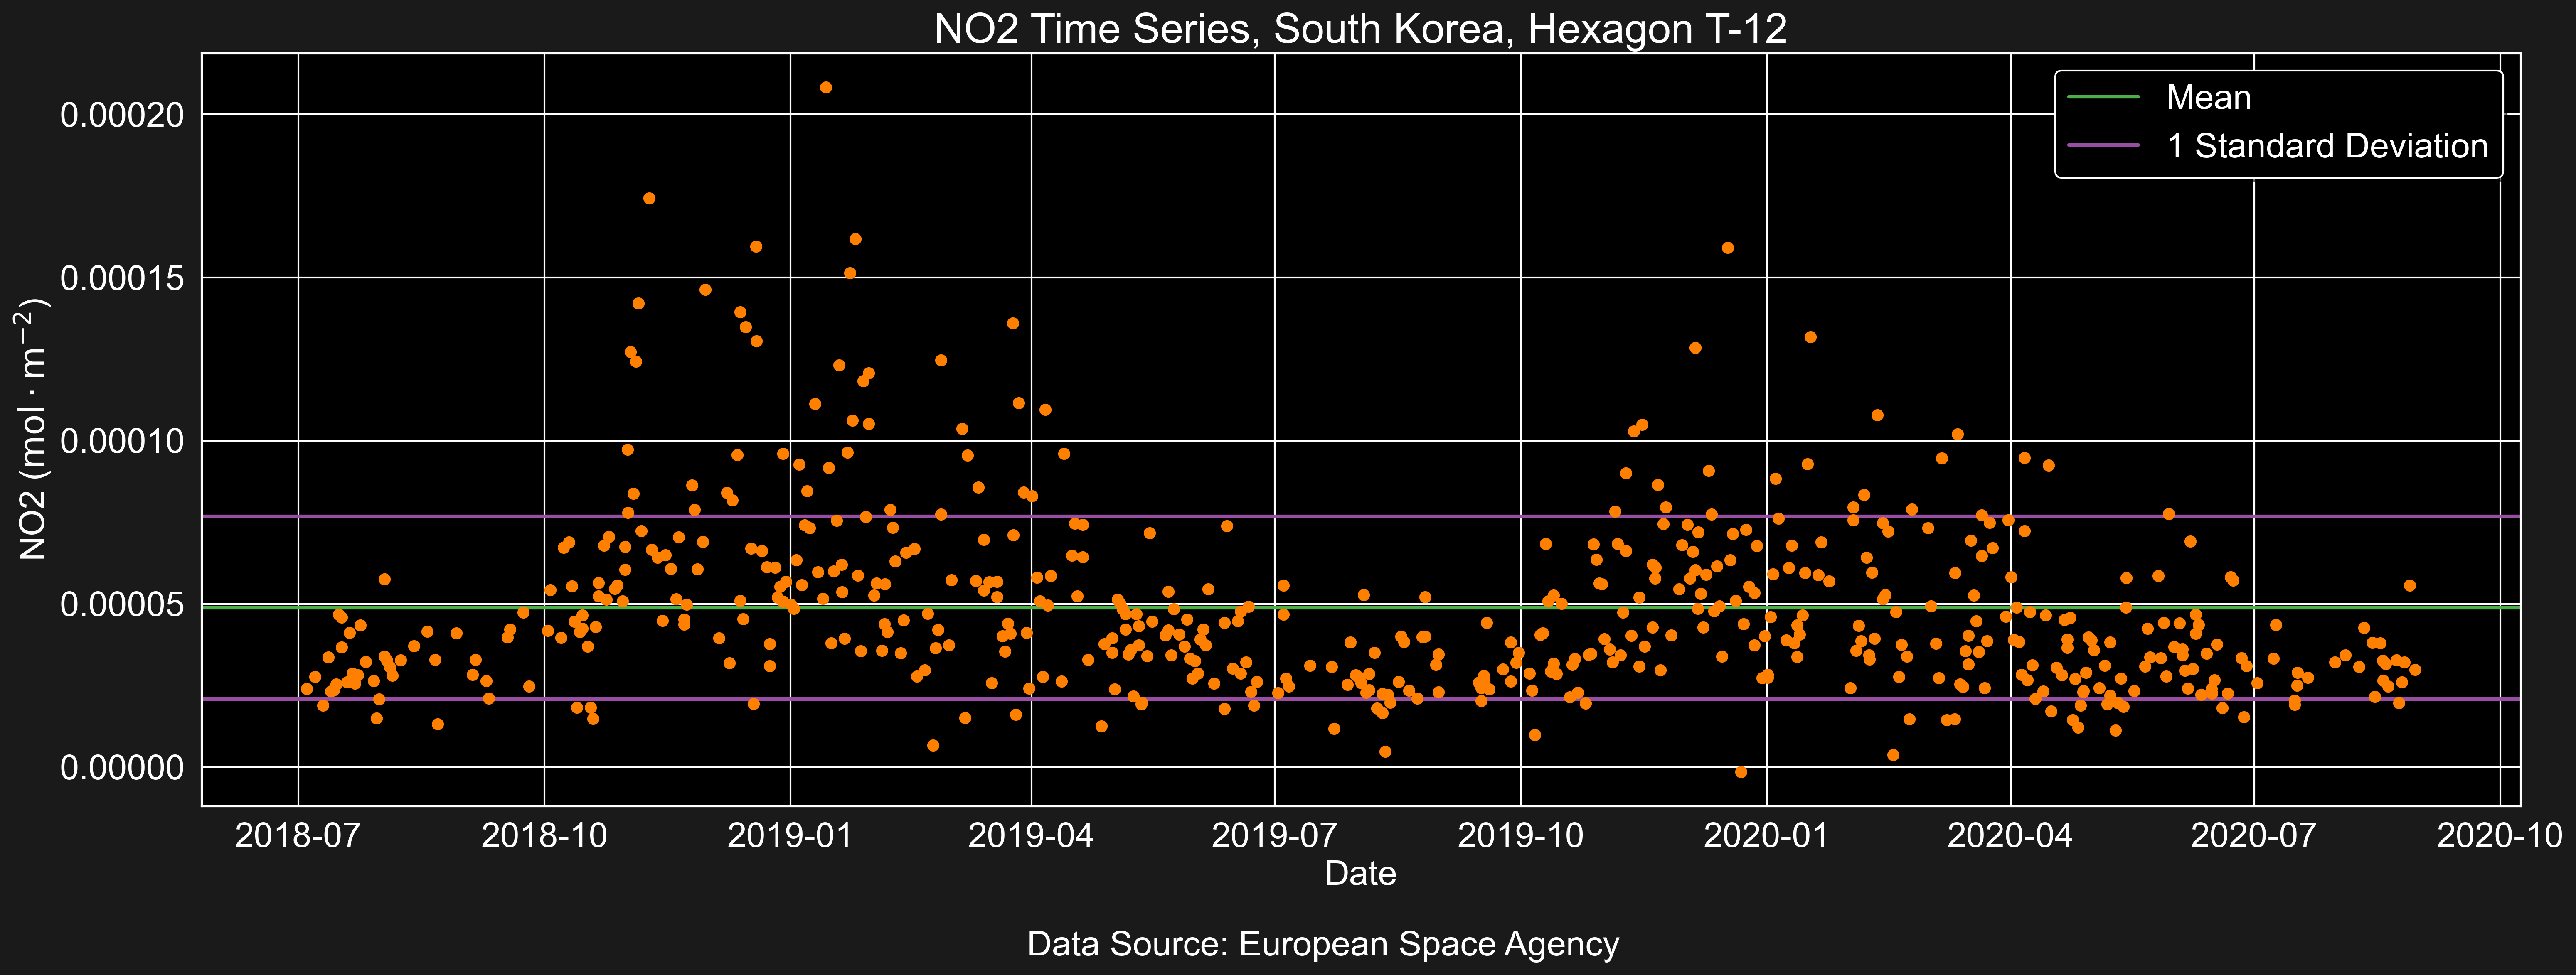 NO2 Time Series, South Korea, Hexagon T-12
Mean
1 Standard Deviation
0.00020
0.00015
0.00010
0.00005
0.00000
NO2 (mol · m⁻²)
2018-07 2018-10 2019-01 2019-04 2019-07 2019-10 2020-01 2020-04 2020-07 2020-10
Date
Data Source: European Space Agency